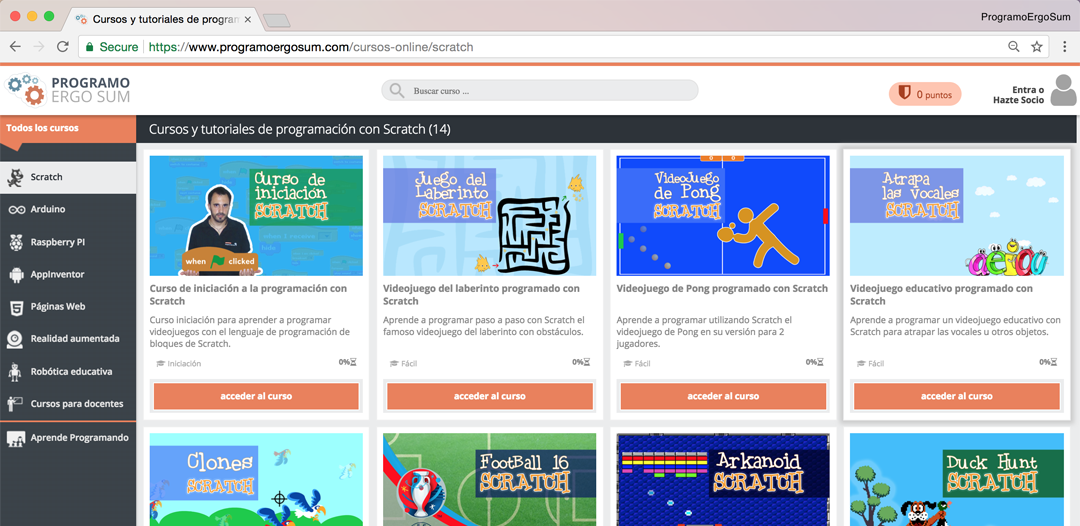 Cursos y tutoriales de program
ProgramoErgoSum
Secure
https://www.programoergosum.com/cursos-online/scratch
PROGRAMO
ERGO SUM
Buscar curso ...
0 puntos
Entra o
Hazte Socio
Todos los cursos
Cursos y tutoriales de programación con Scratch (14)
Scratch
Arduino
Raspberry PI
AppInventor
Páginas Web
Realidad aumentada
Robótica educativa
Cursos para docentes
Aprende Programando
Curso de
iniciación
SCRATCH
when clicked
Curso de iniciación a la programación con
Scratch
Curso iniciación para aprender a programar
videojuegos con el lenguaje de programación de
bloques de Scratch.
Iniciación
0%
acceder al curso
Juego del
Laberinto
SCRATCH
Videojuego del laberinto programado con
Scratch
Aprende a programar paso a paso con Scratch el
famoso videojuego del laberinto con obstáculos.
Fácil
0%
acceder al curso
0 0
VideoJuego
de Pong
SCRATCH
Videojuego de Pong programado con Scratch
Aprende a programar utilizando Scratch el
videojuego de Pong en su versión para 2
jugadores.
Fácil
0%
acceder al curso
Atrapa
las vocales
SCRATCH
aeiou
Videojuego educativo programado con
Scratch
Aprende a programar un videojuego educativo con
Scratch para atrapar las vocales u otros objetos.
Fácil
0%
acceder al curso
Clones
SCRATCH
FootBall 16
SCRATCH
Arkanoid
SCRATCH
Duck Hunt
SCRATCH